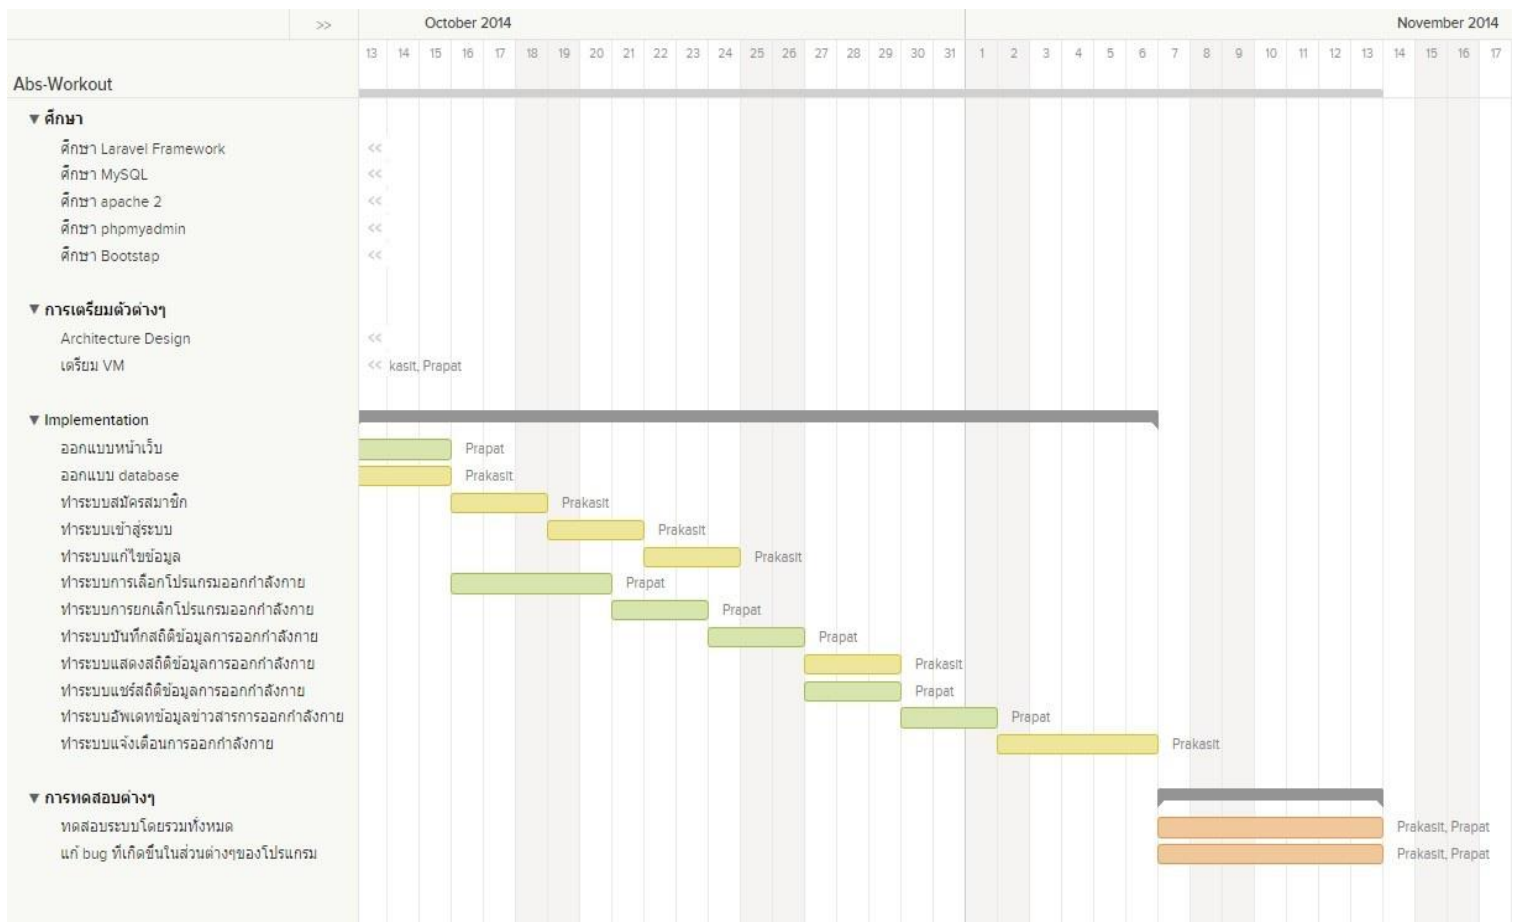 >> October 2014 November 2014
13 14 15 16 17 18 19 20 21 22 23 24 25 26 27 28 29 30 31 1 2 3 4 5 6 7 8 9 10 11 12 13 14 15 16 17
Abs-Workout
▼ ศึกษา
ศึกษา Laravel Framework <<
ศึกษา MySQL <<
ศึกษา apache 2 <<
ศึกษา phpmyadmin <<
ศึกษา Bootstap <<
▼ การเตรียมตัวต่างๆ
Architecture Design <<
เตรียม VM << kasit, Prapat
▼ Implementation
ออกแบบหน้าเว็บ Prapat
ออกแบบ database Prakasit
ทำระบบสมัครสมาชิก Prakasit
ทำระบบเข้าสู่ระบบ Prakasit
ทำระบบแก้ไขข้อมูล Prakasit
ทำระบบการเลือกโปรแกรมออกกำลังกาย Prapat
ทำระบบการยกเลิกโปรแกรมออกกำลังกาย Prapat
ทำระบบบันทึกสถิติข้อมูลการออกกำลังกาย Prapat
ทำระบบแสดงสถิติข้อมูลการออกกำลังกาย Prakasit
ทำระบบแชร์สถิติข้อมูลการออกกำลังกาย Prapat
ทำระบบอัพเดทข้อมูลข่าวสารการออกกำลังกาย Prapat
ทำระบบแจ้งเตือนการออกกำลังกาย Prakasit
▼ การทดสอบต่างๆ
ทดสอบระบบโดยรวมทั้งหมด Prakasit, Prapat
แก้ bug ที่เกิดขึ้นในส่วนต่างๆของโปรแกรม Prakasit, Prapat